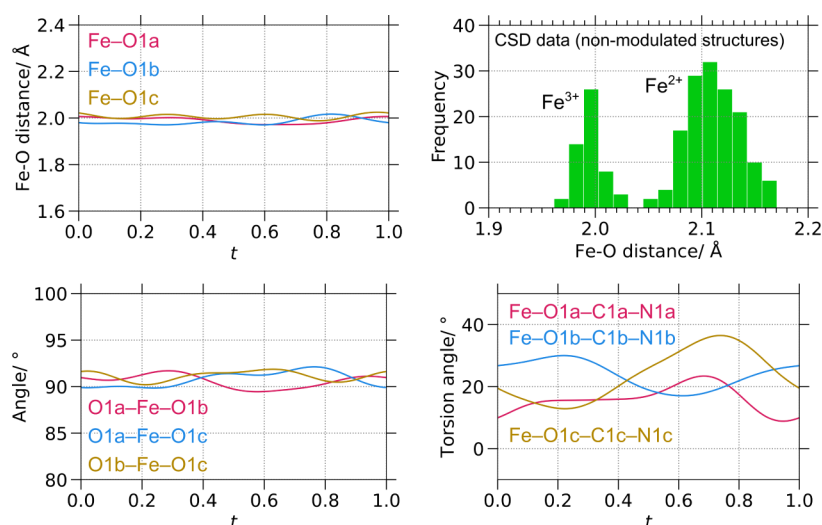 2.4
2.2
2.0
1.8
1.6
Fe-O distance/ Å
Fe–O1a
Fe–O1b
Fe–O1c
0.0 0.2 0.4 0.6 0.8 1.0
t
40
30
20
10
0
Frequency
CSD data (non-modulated structures)
Fe³⁺
Fe²⁺
1.9 2.0 2.1 2.2
Fe-O distance/ Å
100
95
90
85
80
Angle/ °
O1a–Fe–O1b
O1a–Fe–O1c
O1b–Fe–O1c
0.0 0.2 0.4 0.6 0.8 1.0
t
40
20
0
Torsion angle/ °
Fe–O1a–C1a–N1a
Fe–O1b–C1b–N1b
Fe–O1c–C1c–N1c
0.0 0.2 0.4 0.6 0.8 1.0
t